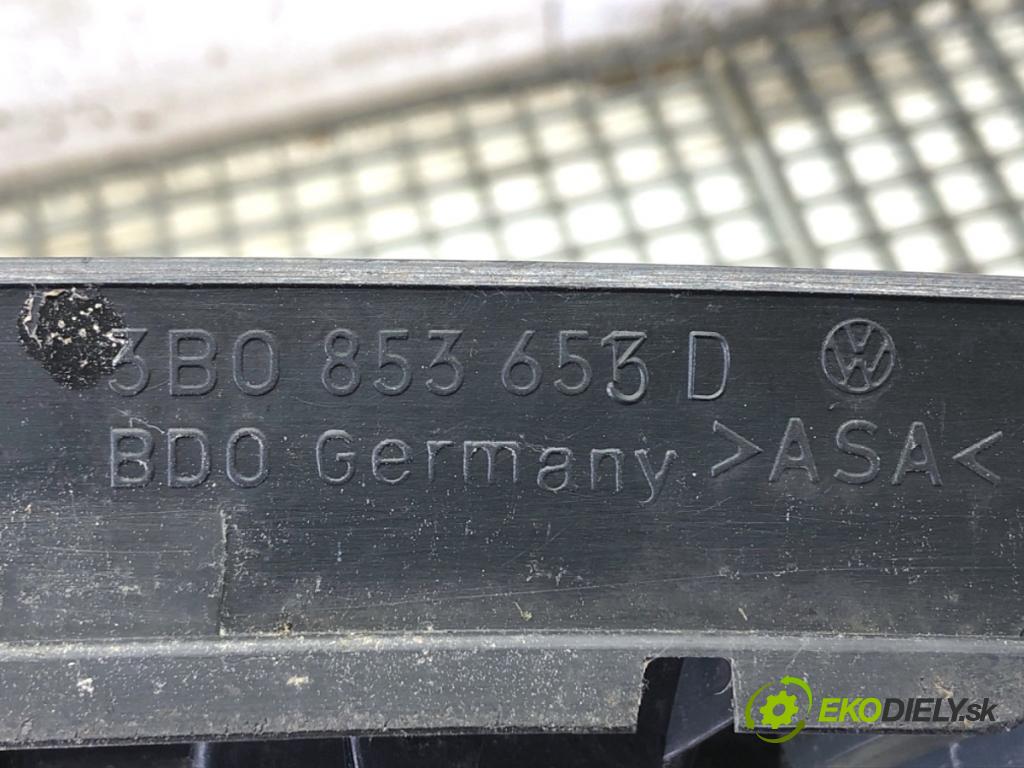 3B0 853 653 D
BDO Germany >ASA<
EKODIELY.sk